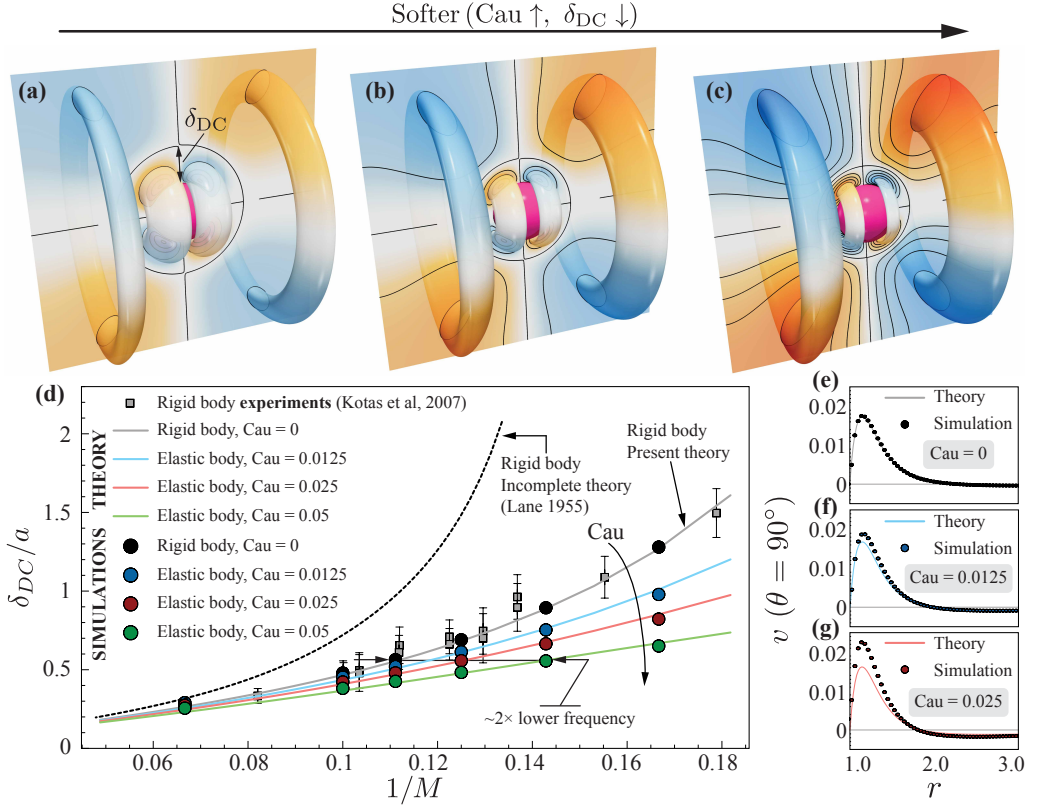 Softer (Cau ↑, δ_DC ↓)
(a)
(b)
(c)
δ_DC
(d)
Rigid body experiments (Kotas et al, 2007)
THEORY
Rigid body, Cau = 0
Elastic body, Cau = 0.0125
Elastic body, Cau = 0.025
Elastic body, Cau = 0.05
SIMULATIONS
Rigid body, Cau = 0
Elastic body, Cau = 0.0125
Elastic body, Cau = 0.025
Elastic body, Cau = 0.05
Rigid body
Incomplete theory
(Lane 1955)
Rigid body
Present theory
Cau
~2× lower frequency
δ_DC/a
2
1.5
1
0.5
0
0.06
0.08
0.1
0.12
0.14
0.16
0.18
1/M
(e)
0.02
0.01
0
Theory
Simulation
Cau = 0
(f)
0.02
0.01
0
Theory
Simulation
Cau = 0.0125
(g)
0.02
0.01
0
Theory
Simulation
Cau = 0.025
v (θ = 90°)
1.0
2.0
3.0
r